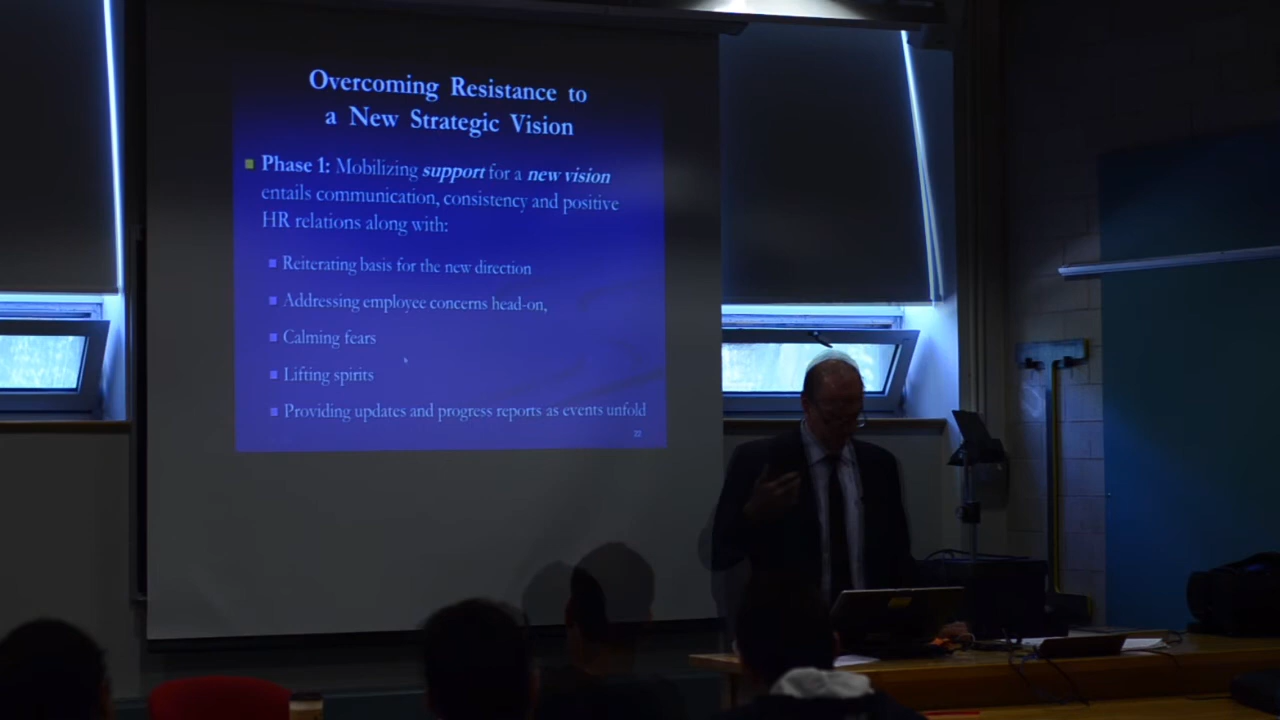 Overcoming Resistance to
a New Strategic Vision
Phase 1: Mobilizing support for a new vision
entails communication, consistency and positive
HR relations along with:
Reiterating basis for the new direction
Addressing employee concerns head-on,
Calming fears
Lifting spirits
Providing updates and progress reports as events unfold
22